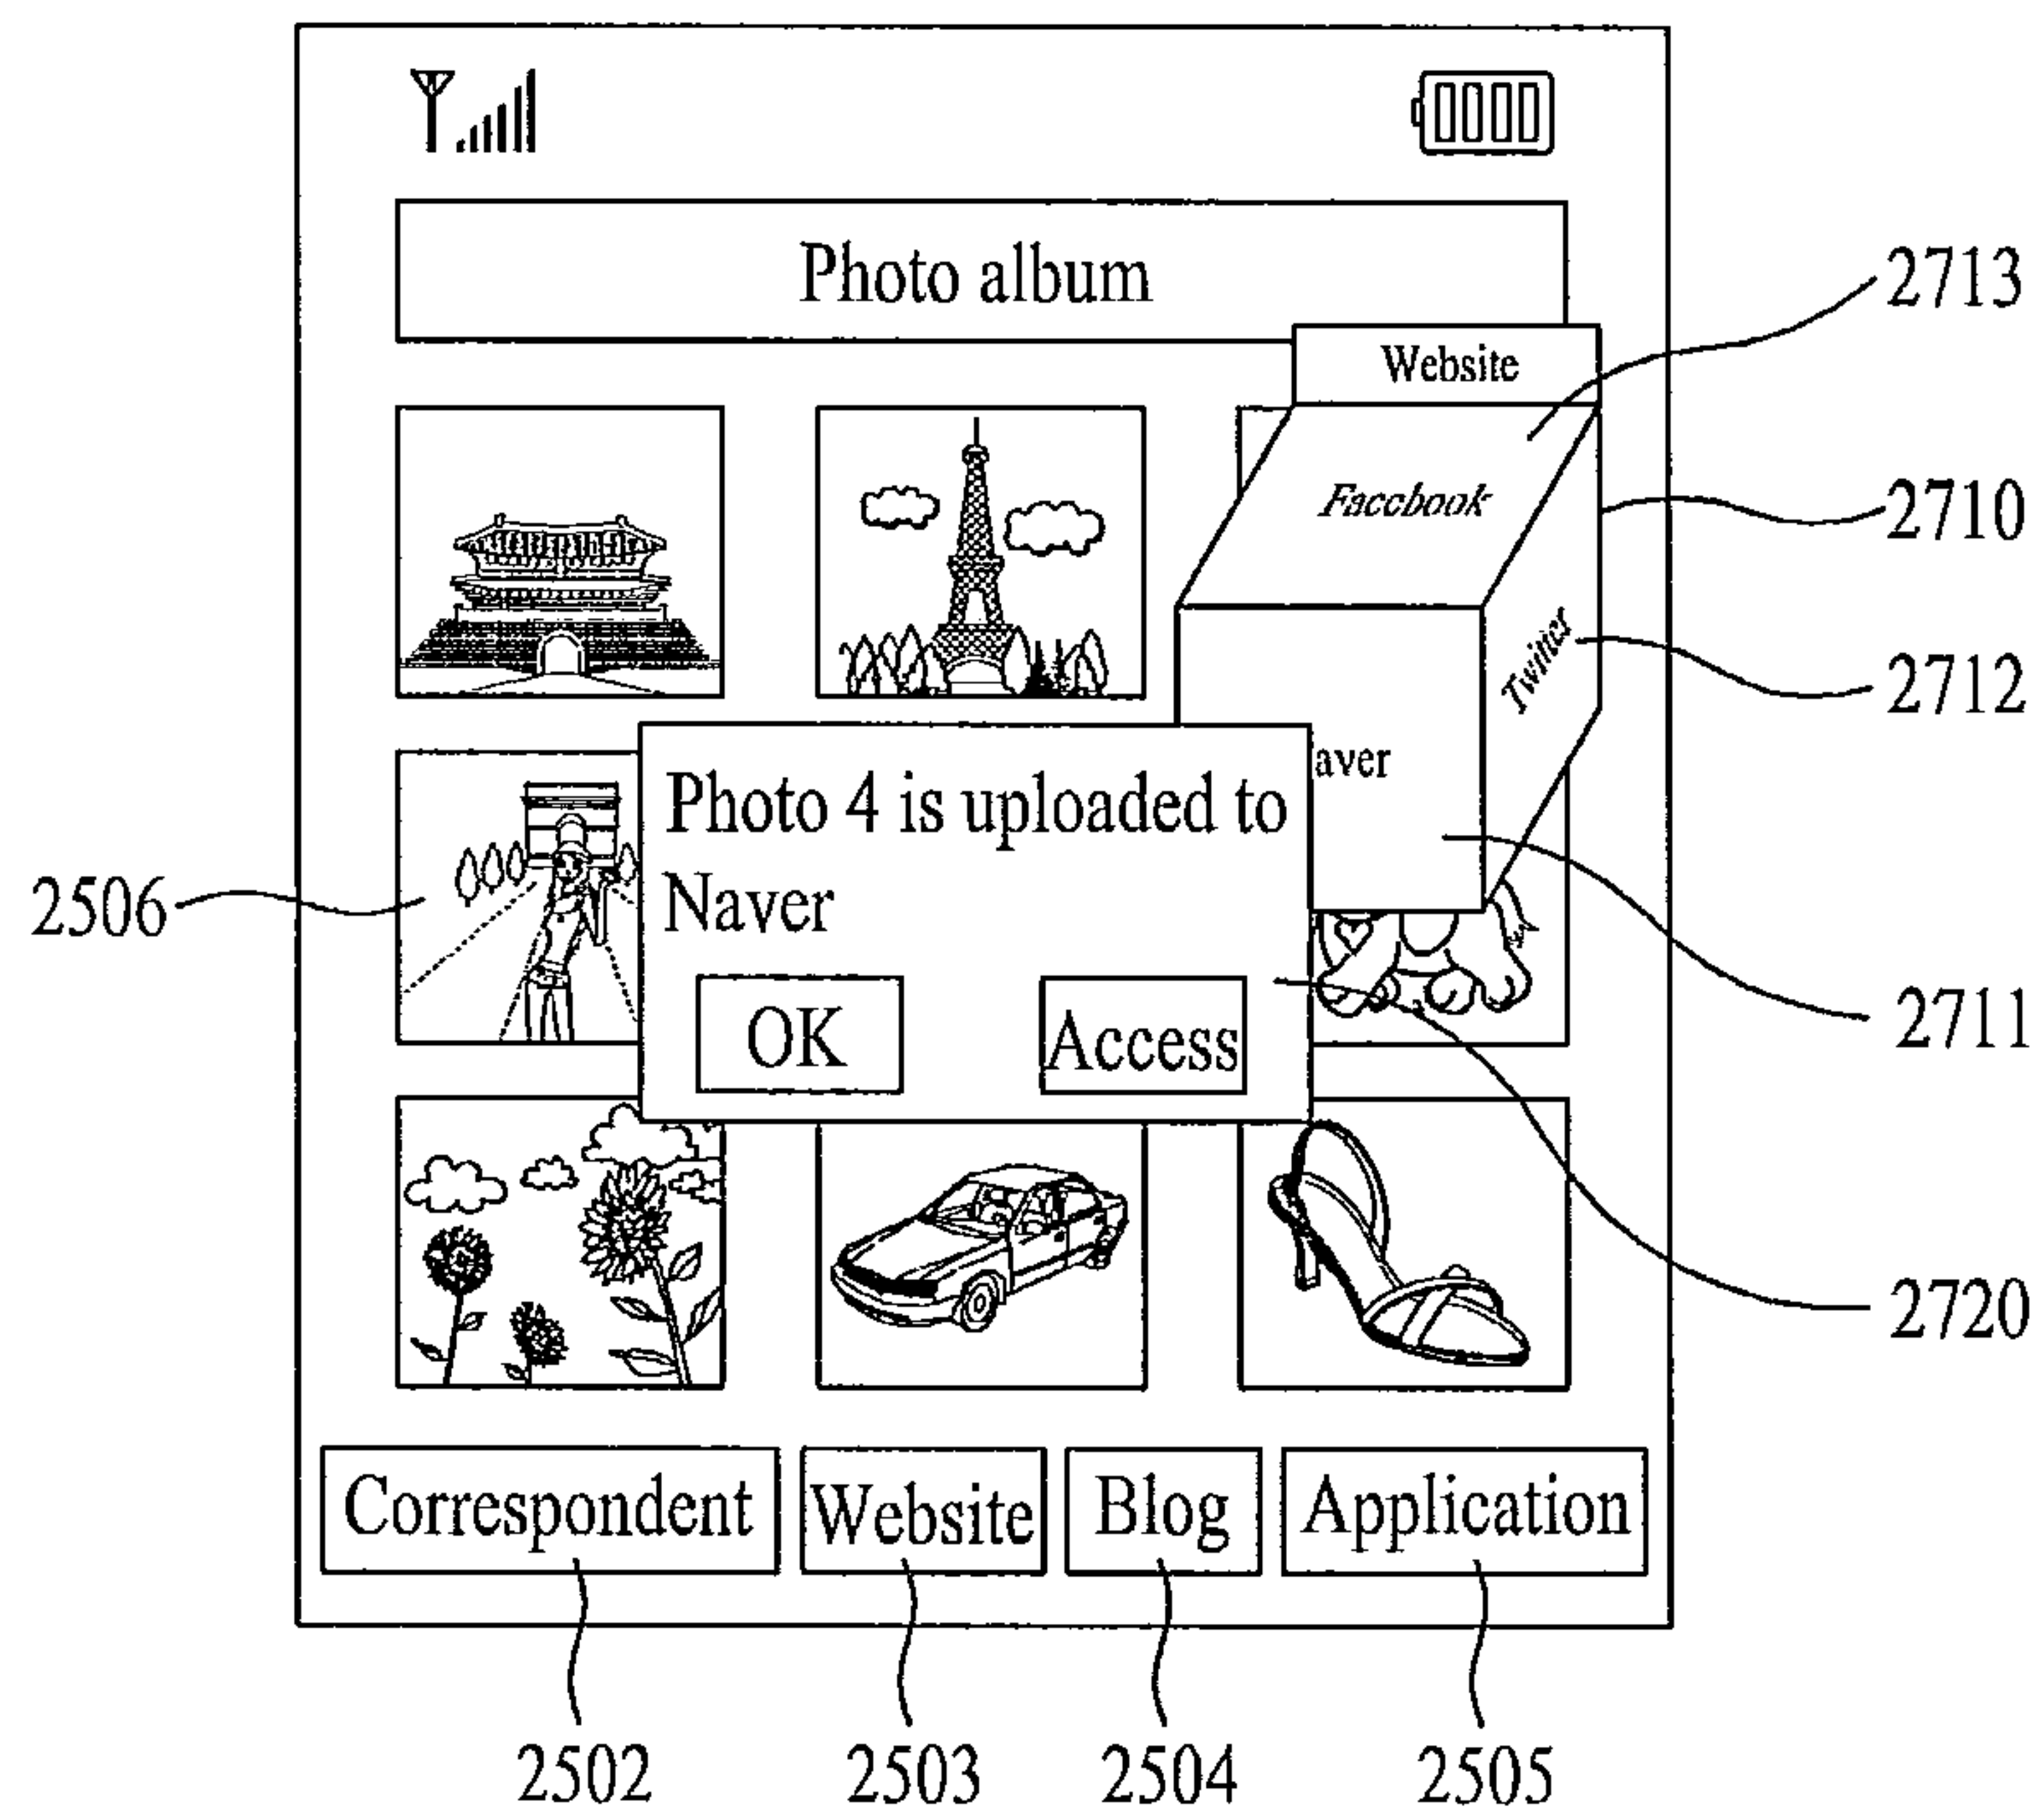 Photo album
2713
Website
Facebook
2710
Twitter
2712
aver
Photo 4 is uploaded to
Naver
2506
OK
Access
2711
2720
Correspondent
Website
Blog
Application
2502
2503
2504
2505